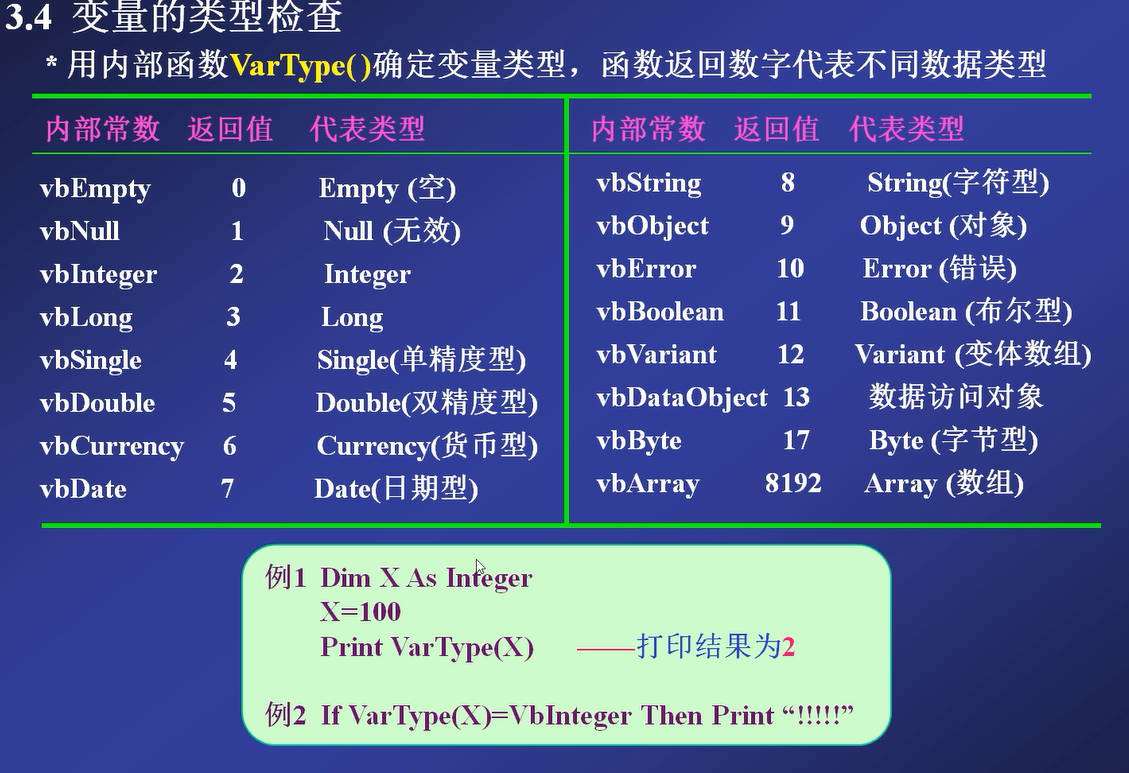 3.4 变量的类型检查
* 用内部函数VarType( )确定变量类型，函数返回数字代表不同数据类型
内部常数 返回值 代表类型
vbEmpty 0 Empty (空)
vbNull 1 Null (无效)
vbInteger 2 Integer
vbLong 3 Long
vbSingle 4 Single(单精度型)
vbDouble 5 Double(双精度型)
vbCurrency 6 Currency(货币型)
vbDate 7 Date(日期型)
内部常数 返回值 代表类型
vbString 8 String(字符型)
vbObject 9 Object (对象)
vbError 10 Error (错误)
vbBoolean 11 Boolean (布尔型)
vbVariant 12 Variant (变体数组)
vbDataObject 13 数据访问对象
vbByte 17 Byte (字节型)
vbArray 8192 Array (数组)
例1 Dim X As Integer
X=100
Print VarType(X) ——打印结果为2
例2 If VarType(X)=VbInteger Then Print “!!!!!”